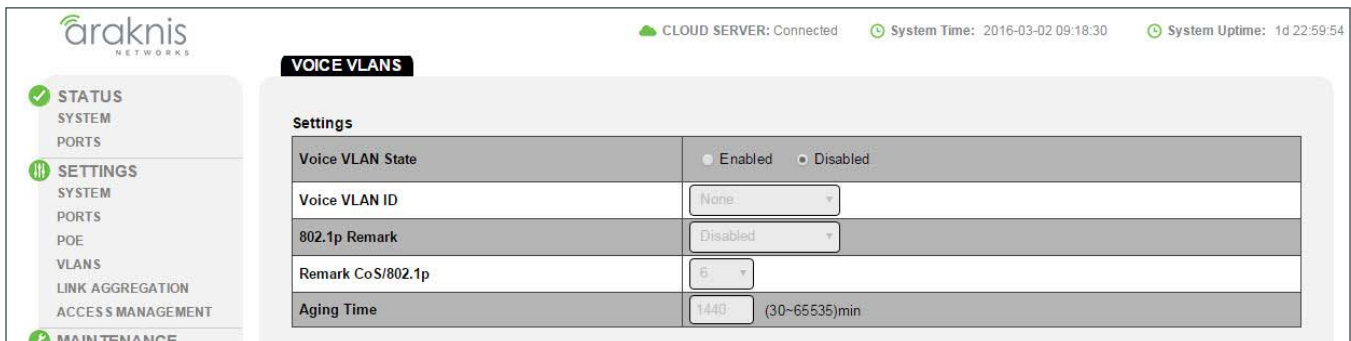 araknis
NETWORKS
CLOUD SERVER: Connected System Time: 2016-03-02 09:18:30 System Uptime: 1d 22:59:54
VOICE VLANS
STATUS
SYSTEM
PORTS
SETTINGS
SYSTEM
PORTS
POE
VLANS
LINK AGGREGATION
ACCESS MANAGEMENT
MAINTENANCE
Settings
Voice VLAN State Enabled Disabled
Voice VLAN ID None
802.1p Remark Disabled
Remark CoS/802.1p 6
Aging Time 1440 (30~65535)min